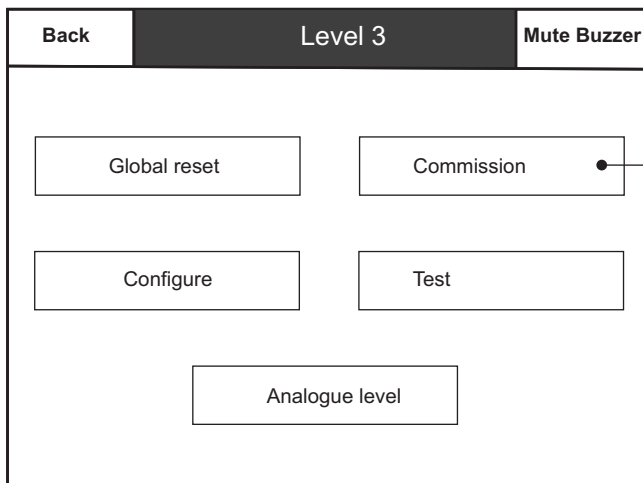 Back
Level 3
Mute Buzzer
Global reset
Commission
Configure
Test
Analogue level